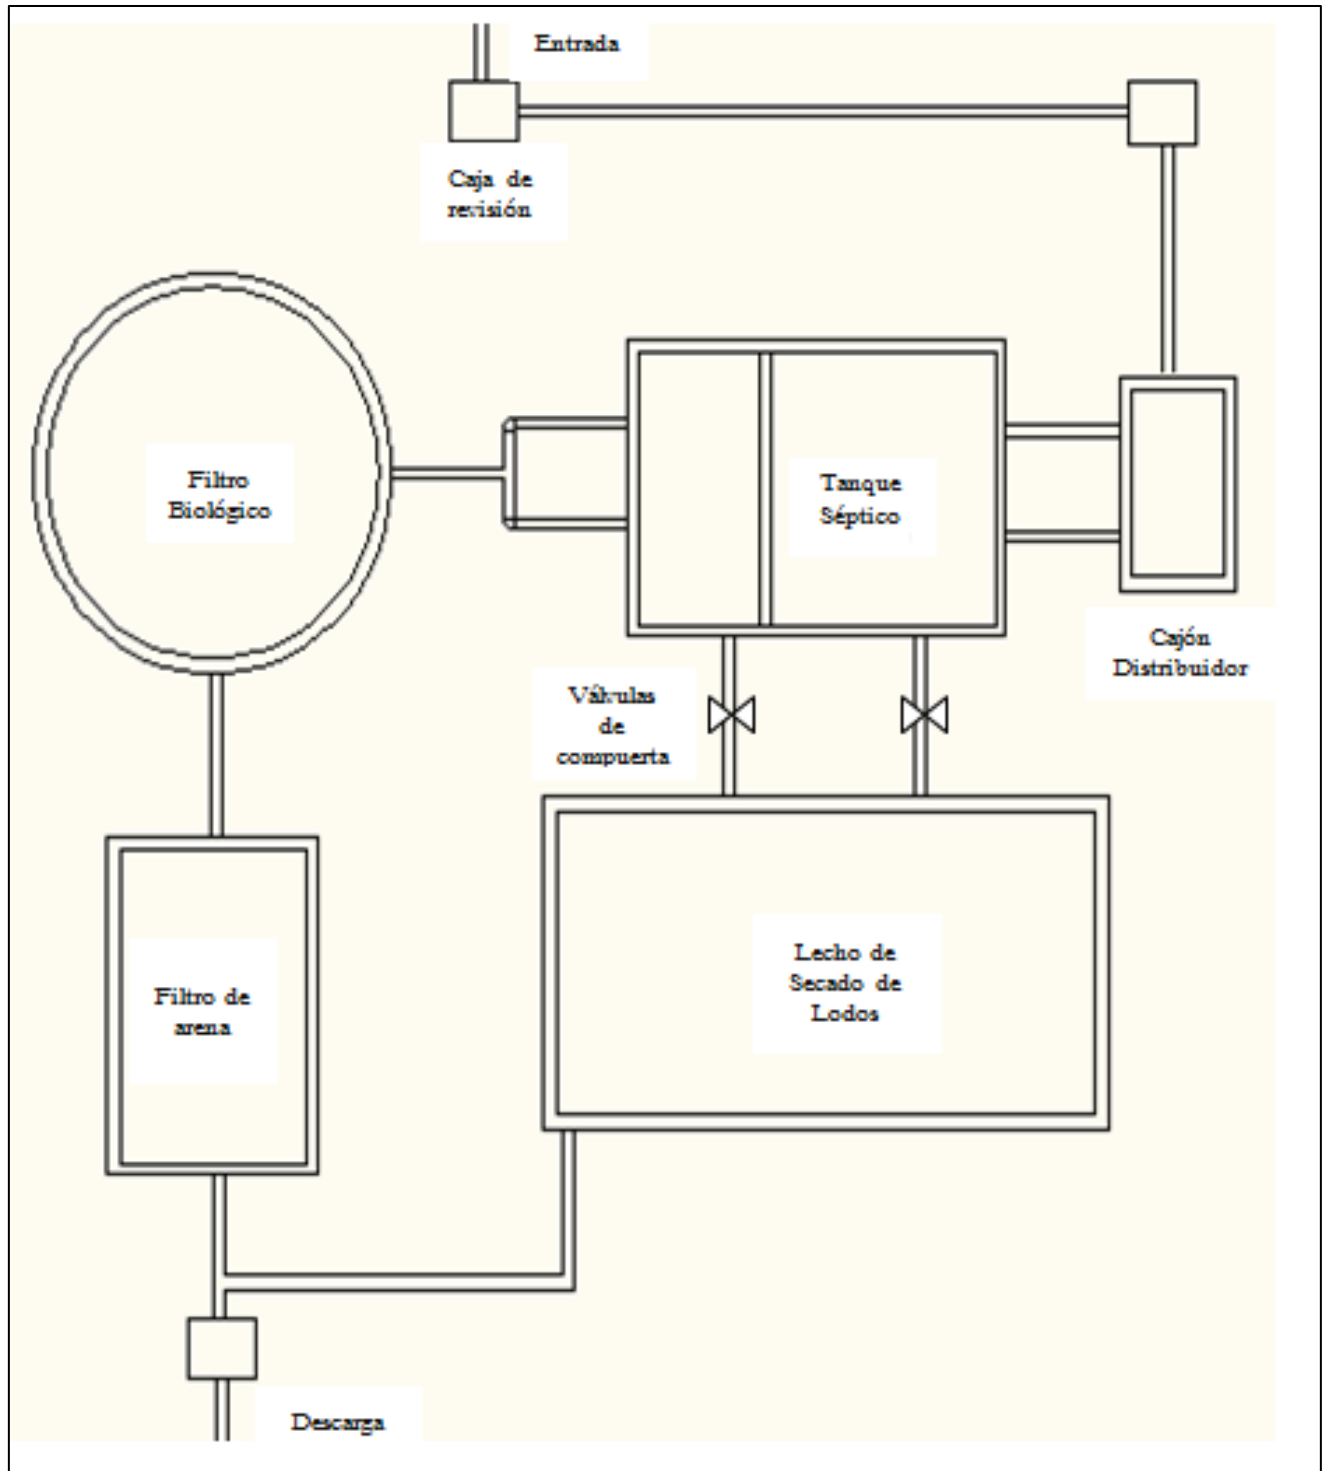 Entrada
Caja de
revisión
Filtro
Biológico
Tanque
Séptico
Cajón
Distribuidor
Válvulas
de
compuerta
Lecho de
Secado de
Lodos
Filtro de
arena
Descarga